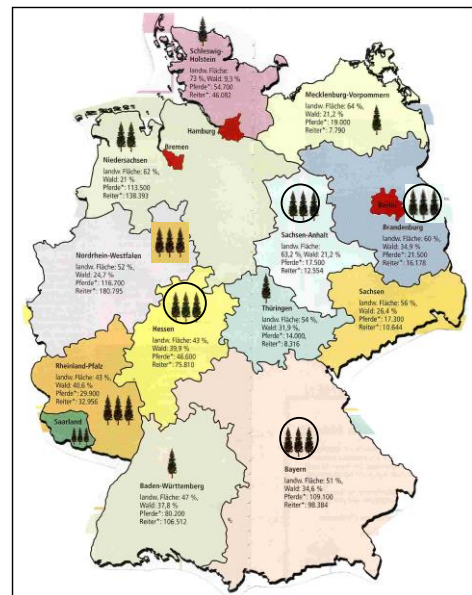 Schleswig-
Holstein
landw. Fläche:
73 %, Wald: 9,3 %
Pferde*: 54.700
Reiter*: 46.082
Mecklenburg-Vorpommern
landw. Fläche: 64 %,
Wald: 21,2 %
Pferde*: 19.000
Reiter*: 7.790
Hamburg
Bremen
Niedersachsen
landw. Fläche: 62 %,
Wald: 21 %
Pferde*: 113.500
Reiter*: 138.393
Berlin
Brandenburg
landw. Fläche: 60 %,
Wald: 34,9 %
Pferde*: 21.500
Reiter*: 16.178
Sachsen-Anhalt
landw. Fläche:
63,2 %, Wald: 21,2 %
Pferde*: 17.500
Reiter*: 12.554
Nordrhein-Westfalen
landw. Fläche: 52 %,
Wald: 24,7 %
Pferde*: 116.700
Reiter*: 180.795
Hessen
landw. Fläche: 43 %,
Wald: 39,9 %
Pferde*: 46.600
Reiter*: 75.810
Thüringen
landw. Fläche: 54 %,
Wald: 31,9 %,
Pferde*: 14.000,
Reiter*: 8.316
Sachsen
landw. Fläche: 56 %,
Wald: 26,4 %
Pferde*: 17.300
Reiter*: 10.644
Rheinland-Pfalz
landw. Fläche: 43 %,
Wald: 40,6 %
Pferde*: 29.900
Reiter*: 32.956
Saarland
Bayern
landw. Fläche: 51 %,
Wald: 34,6 %
Pferde*: 109.100
Reiter*: 98.384
Baden-Württemberg
landw. Fläche: 47 %,
Wald: 37,8 %
Pferde*: 80.200
Reiter*: 106.512